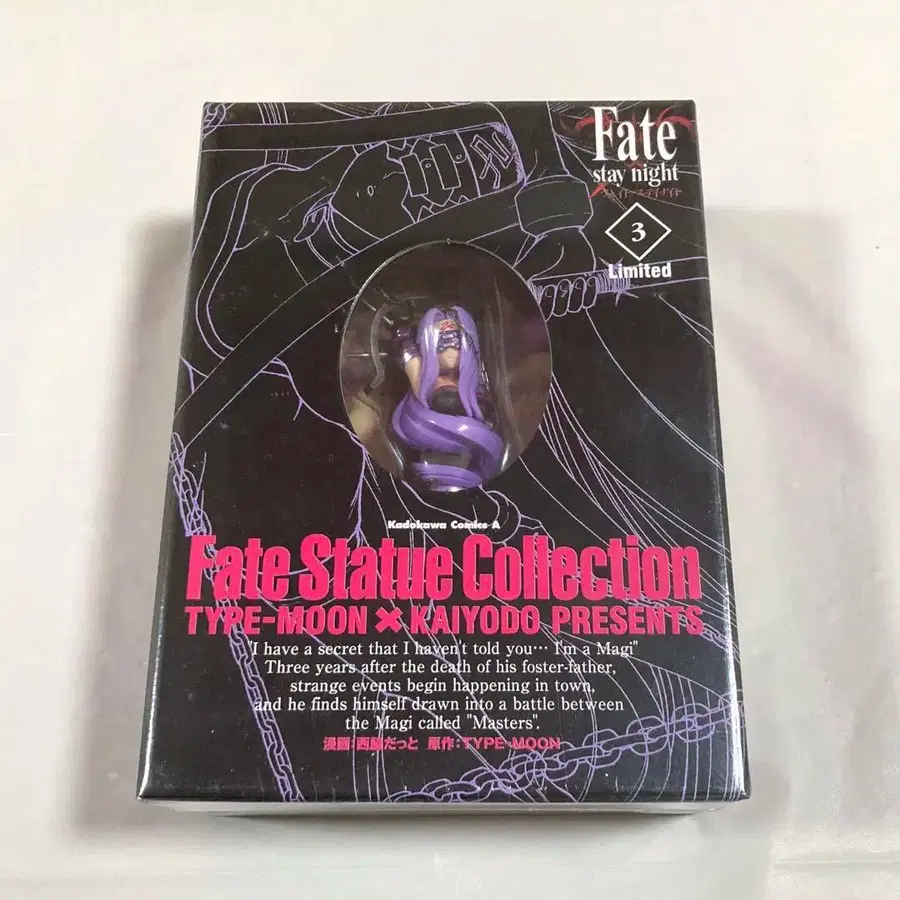 Fate
stay night
フェイト/ステイナイト
3
Limited
Kadokawa Comics A
Fate Statue Collection
TYPE-MOON × KAIYODO PRESENTS
"I have a secret that I haven't told you… I'm a Magi"
Three years after the death of his foster-father,
strange events begin happening in town,
and he finds himself drawn into a battle between
the Magi called "Masters".
漫画:西脇だっと 原作:TYPE-MOON